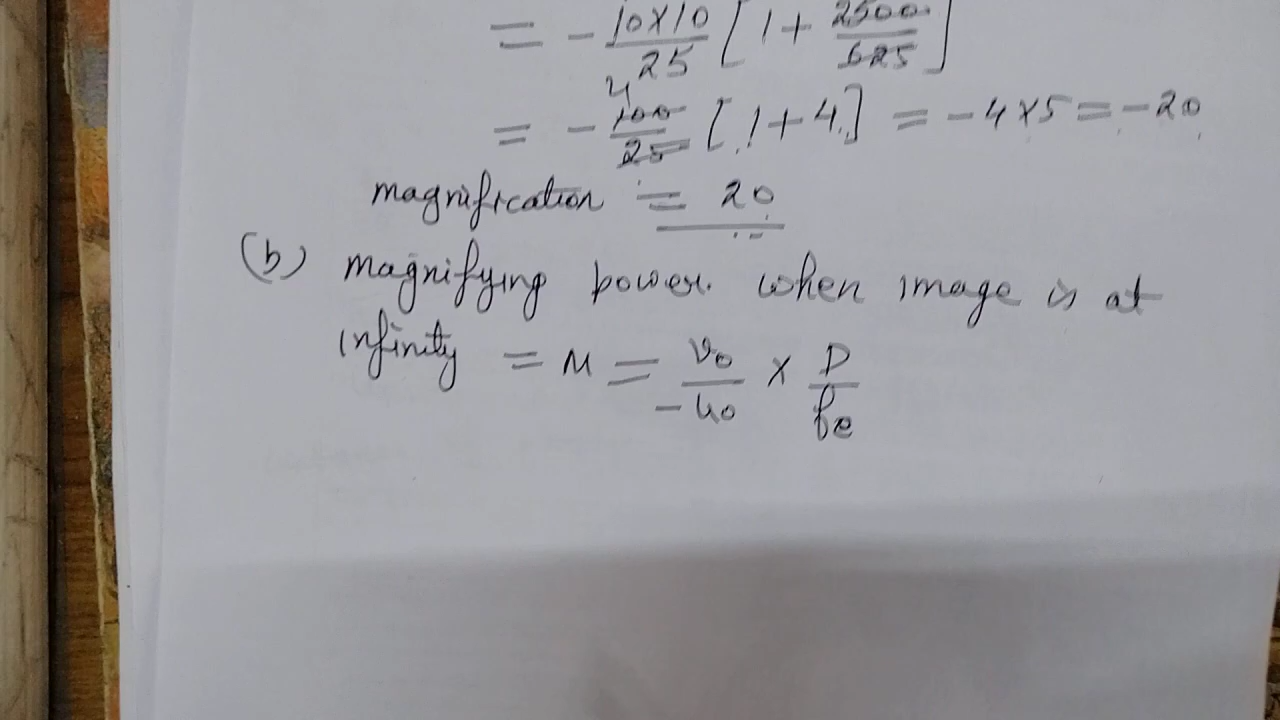 = - 10×10/25 [1 + 2500/625]
= - 100/25 [1 + 4] = - 4 × 5 = - 20
4
magnification = 20
(b) magnifying power. when image is at
infinity = M = v₀/-u₀ × D/fe